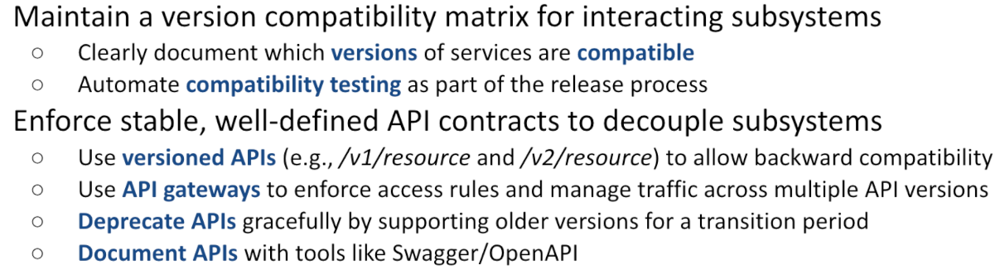 Maintain a version compatibility matrix for interacting subsystems
○ Clearly document which versions of services are compatible
○ Automate compatibility testing as part of the release process
Enforce stable, well-defined API contracts to decouple subsystems
○ Use versioned APIs (e.g., /v1/resource and /v2/resource) to allow backward compatibility
○ Use API gateways to enforce access rules and manage traffic across multiple API versions
○ Deprecate APIs gracefully by supporting older versions for a transition period
○ Document APIs with tools like Swagger/OpenAPI